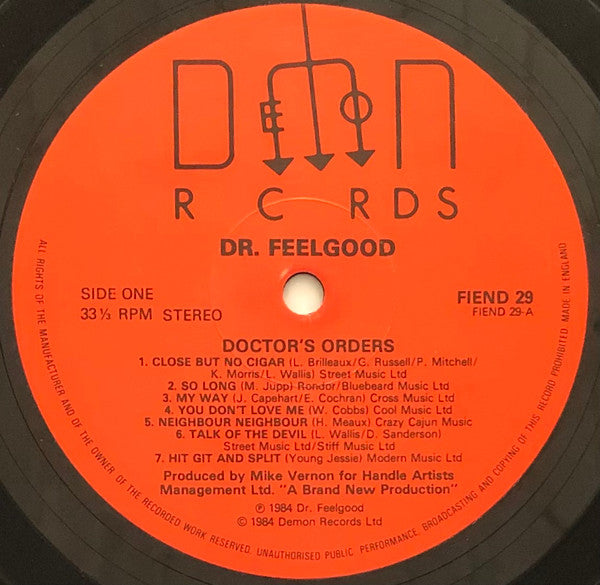 DEMON
RECORDS
DR. FEELGOOD
SIDE ONE
33⅓ RPM STEREO
FIEND 29
FIEND 29-A
DOCTOR'S ORDERS
1. CLOSE BUT NO CIGAR (L. Brilleaux/G. Russell/P. Mitchell/
K. Morris/L. Wallis) Street Music Ltd
2. SO LONG (M. Jupp) Rondor/Bluebeard Music Ltd
3. MY WAY (J. Capehart/E. Cochran) Cross Music Ltd
4. YOU DON'T LOVE ME (W. Cobbs) Cool Music Ltd
5. NEIGHBOUR NEIGHBOUR (H. Meaux) Crazy Cajun Music
6. TALK OF THE DEVIL (L. Wallis/D. Sanderson)
Street Music Ltd/Stiff Music Ltd
7. HIT GIT AND SPLIT (Young Jessie) Modern Music Ltd
Produced by Mike Vernon for Handle Artists
Management Ltd. "A Brand New Production"
℗ 1984 Dr. Feelgood
© 1984 Demon Records Ltd
ALL RIGHTS OF THE MANUFACTURER AND OF THE OWNER OF THE RECORDED WORK RESERVED. UNAUTHORISED PUBLIC PERFORMANCE, BROADCASTING AND COPYING OF THIS RECORD PROHIBITED MADE IN ENGLAND